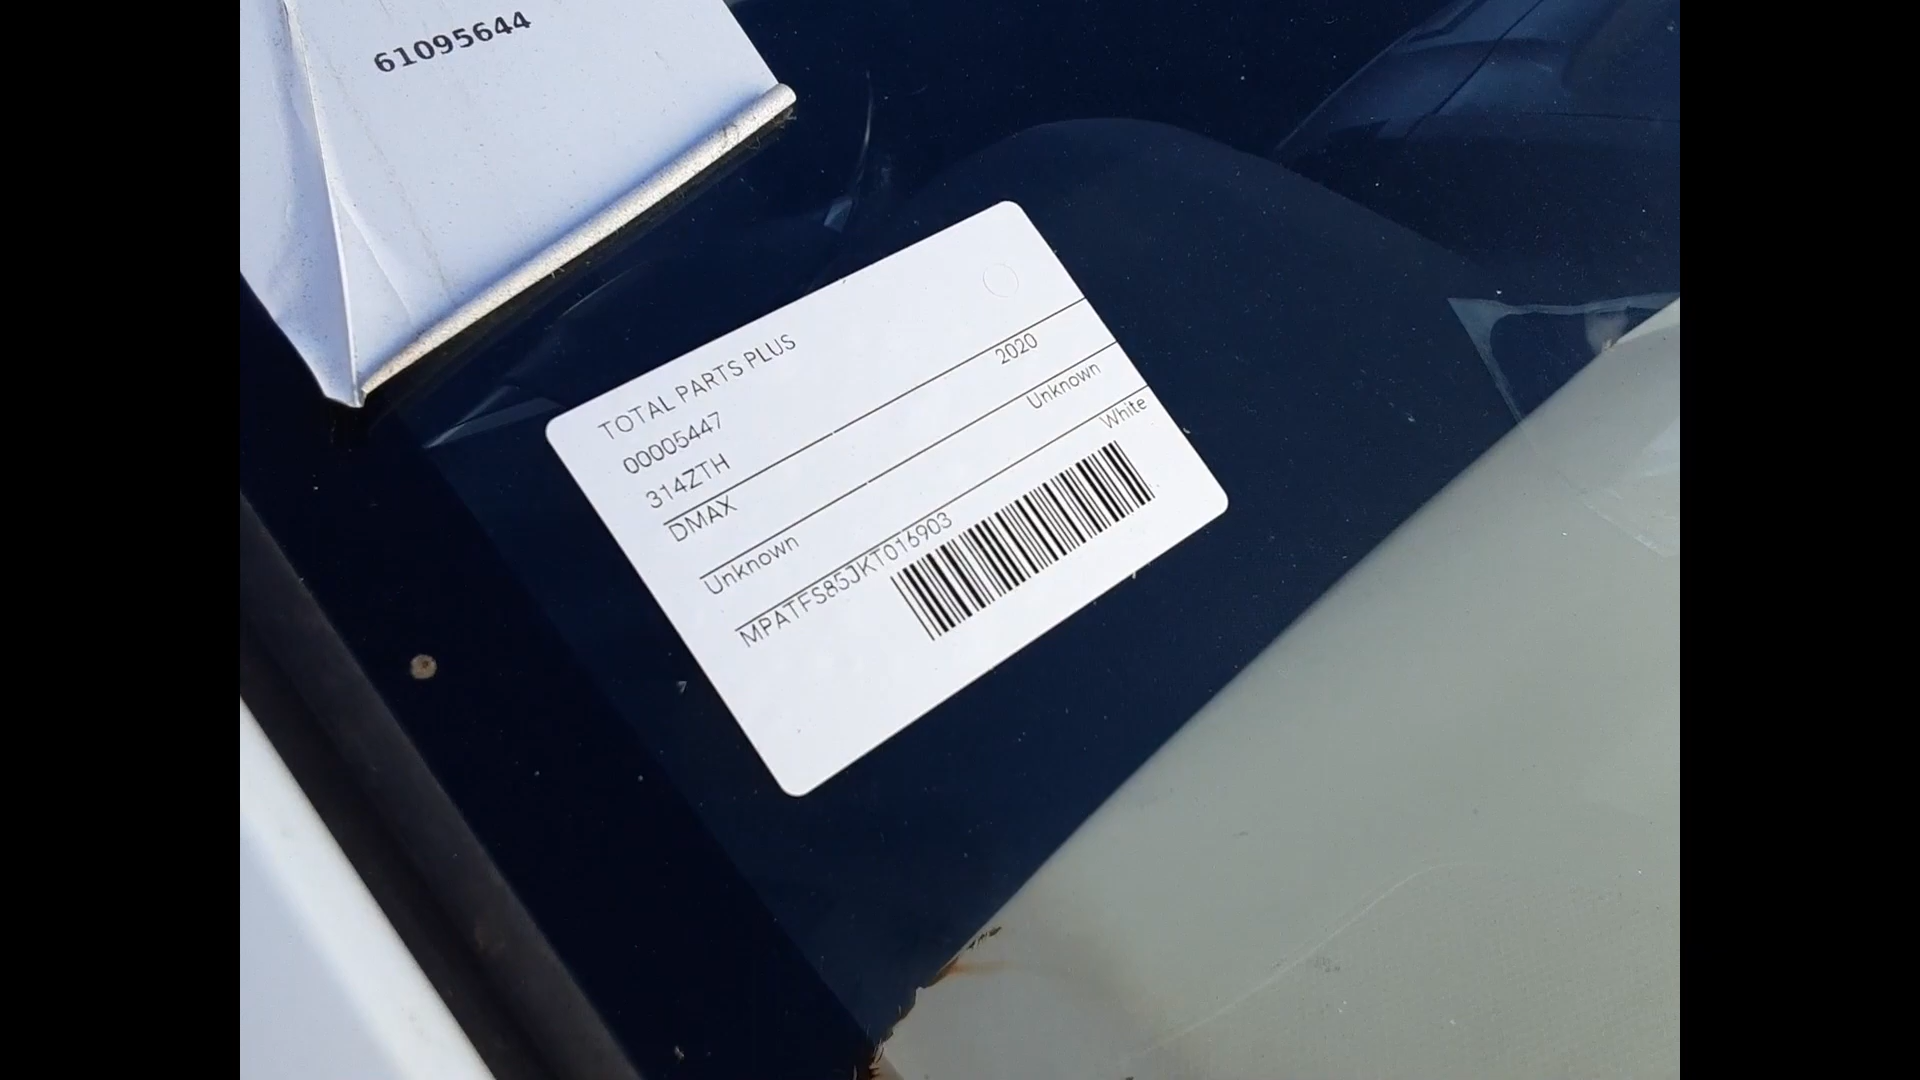 61095644
TOTAL PARTS PLUS
00005447
314ZTH
DMAX 2020
Unknown Unknown
MPATFS85JKT016903 White